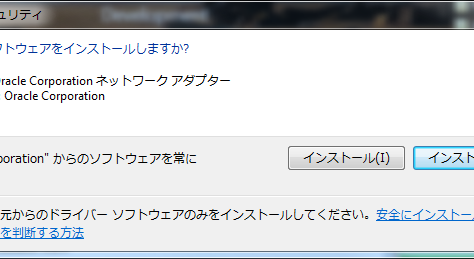 ュリティ
フトウェアをインストールしますか?
Oracle Corporation ネットワーク アダプター
Oracle Corporation
poration" からのソフトウェアを常に
インストール(I)
インスト
元からのドライバー ソフトウェアのみをインストールしてください。安全にインストー
を判断する方法